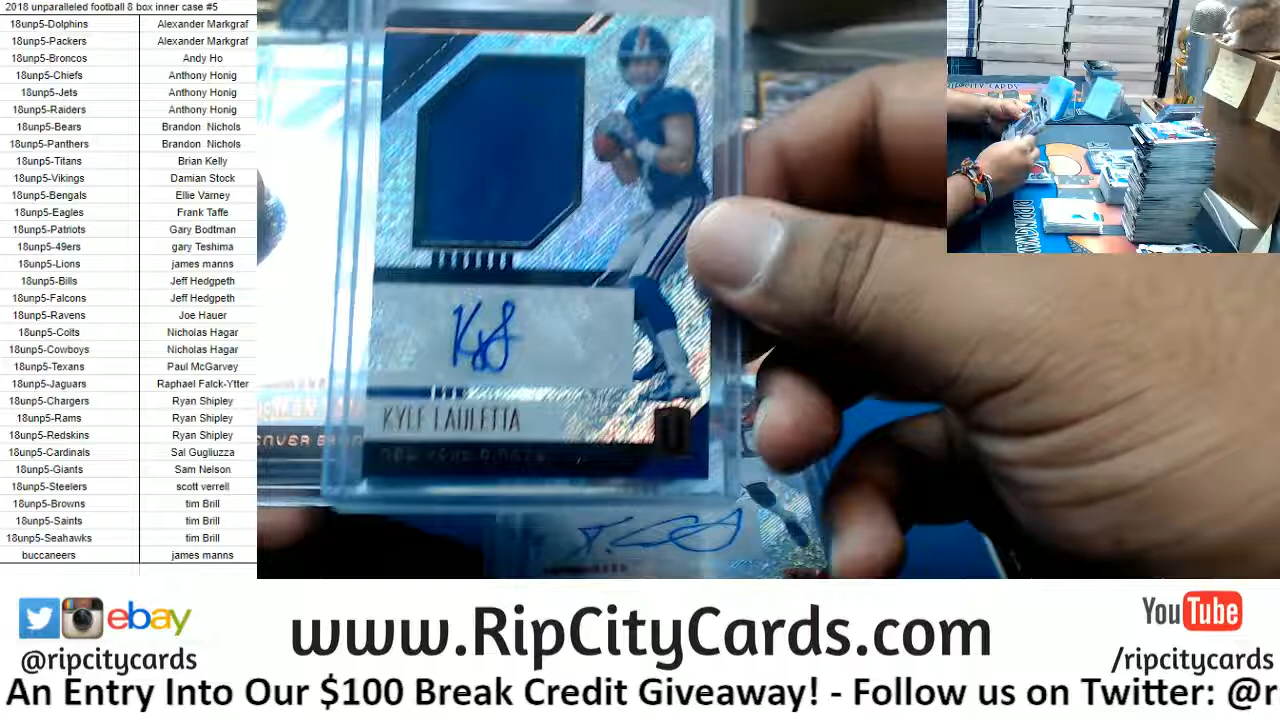 2018 unparalleled football 8 box inner case #5
18unp5-Dolphins Alexander Markgraf
18unp5-Packers Alexander Markgraf
18unp5-Broncos Andy Ho
18unp5-Chiefs Anthony Honig
18unp5-Jets Anthony Honig
18unp5-Raiders Anthony Honig
18unp5-Bears Brandon Nichols
18unp5-Panthers Brandon Nichols
18unp5-Titans Brian Kelly
18unp5-Vikings Damian Stock
18unp5-Bengals Ellie Varney
18unp5-Eagles Frank Taffe
18unp5-Patriots Gary Bodtman
18unp5-49ers gary Teshima
18unp5-Lions james manns
18unp5-Bills Jeff Hedgpeth
18unp5-Falcons Jeff Hedgpeth
18unp5-Ravens Joe Hauer
18unp5-Colts Nicholas Hagar
18unp5-Cowboys Nicholas Hagar
18unp5-Texans Paul McGarvey
18unp5-Jaguars Raphael Falck-Ytter
18unp5-Chargers Ryan Shipley
18unp5-Rams Ryan Shipley
18unp5-Redskins Ryan Shipley
18unp5-Cardinals Sal Gugliuzza
18unp5-Giants Sam Nelson
18unp5-Steelers scott verrell
18unp5-Browns tim Brill
18unp5-Saints tim Brill
18unp5-Seahawks tim Brill
buccaneers james manns
KYLE LAULETTA
NEW YORK GIANTS
U
RIP CITY CARDS
ebay
@ripcitycards
www.RipCityCards.com
YouTube
/ripcitycards
An Entry Into Our $100 Break Credit Giveaway! - Follow us on Twitter: @r